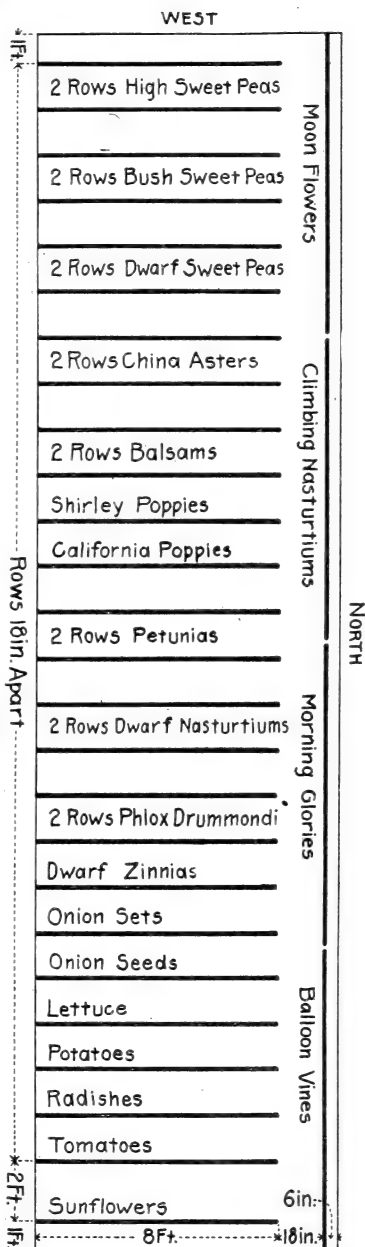 WEST
1Ft.
2 Rows High Sweet Peas
2 Rows Bush Sweet Peas
2 Rows Dwarf Sweet Peas
2 Rows China Asters
2 Rows Balsams
Shirley Poppies
California Poppies
2 Rows Petunias
2 Rows Dwarf Nasturtiums
2 Rows Phlox Drummondi
Dwarf Zinnias
Onion Sets
Onion Seeds
Lettuce
Potatoes
Radishes
Tomatoes
Sunflowers
Moon Flowers
Climbing Nasturtiums
Morning Glories
Balloon Vines
NORTH
Rows 18in. Apart
2Ft.
1Ft.
8Ft.
18in.
6in.